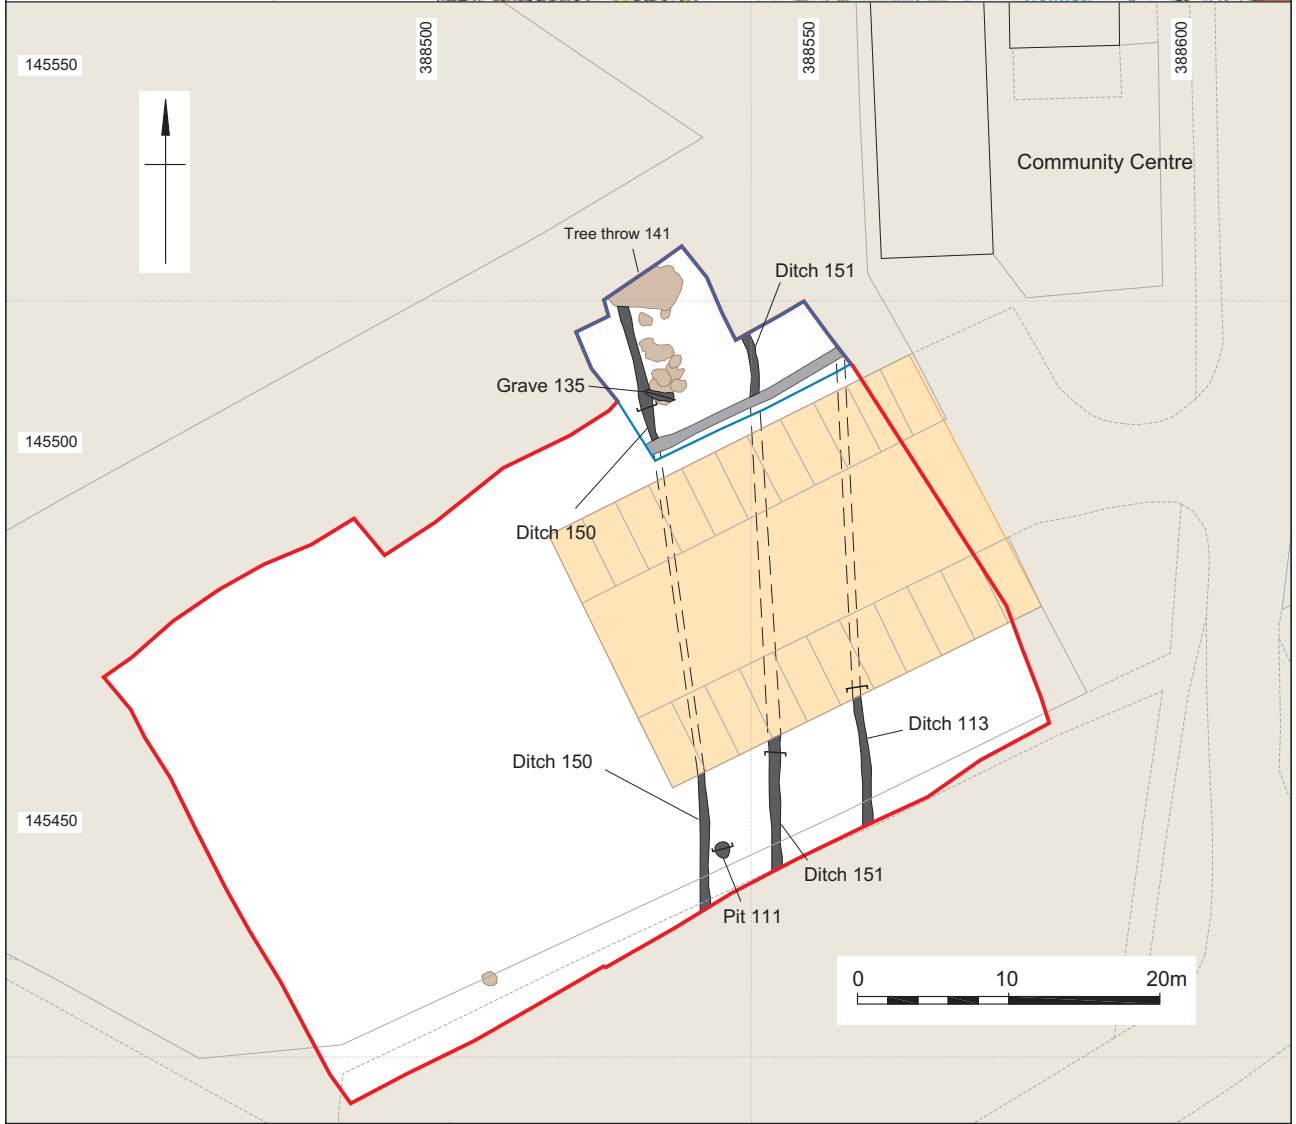 388500
388550
388600
145550
Community Centre
Tree throw 141
Ditch 151
Grave 135
145500
Ditch 150
Ditch 113
Ditch 150
145450
Ditch 151
Pit 111
0 10 20m